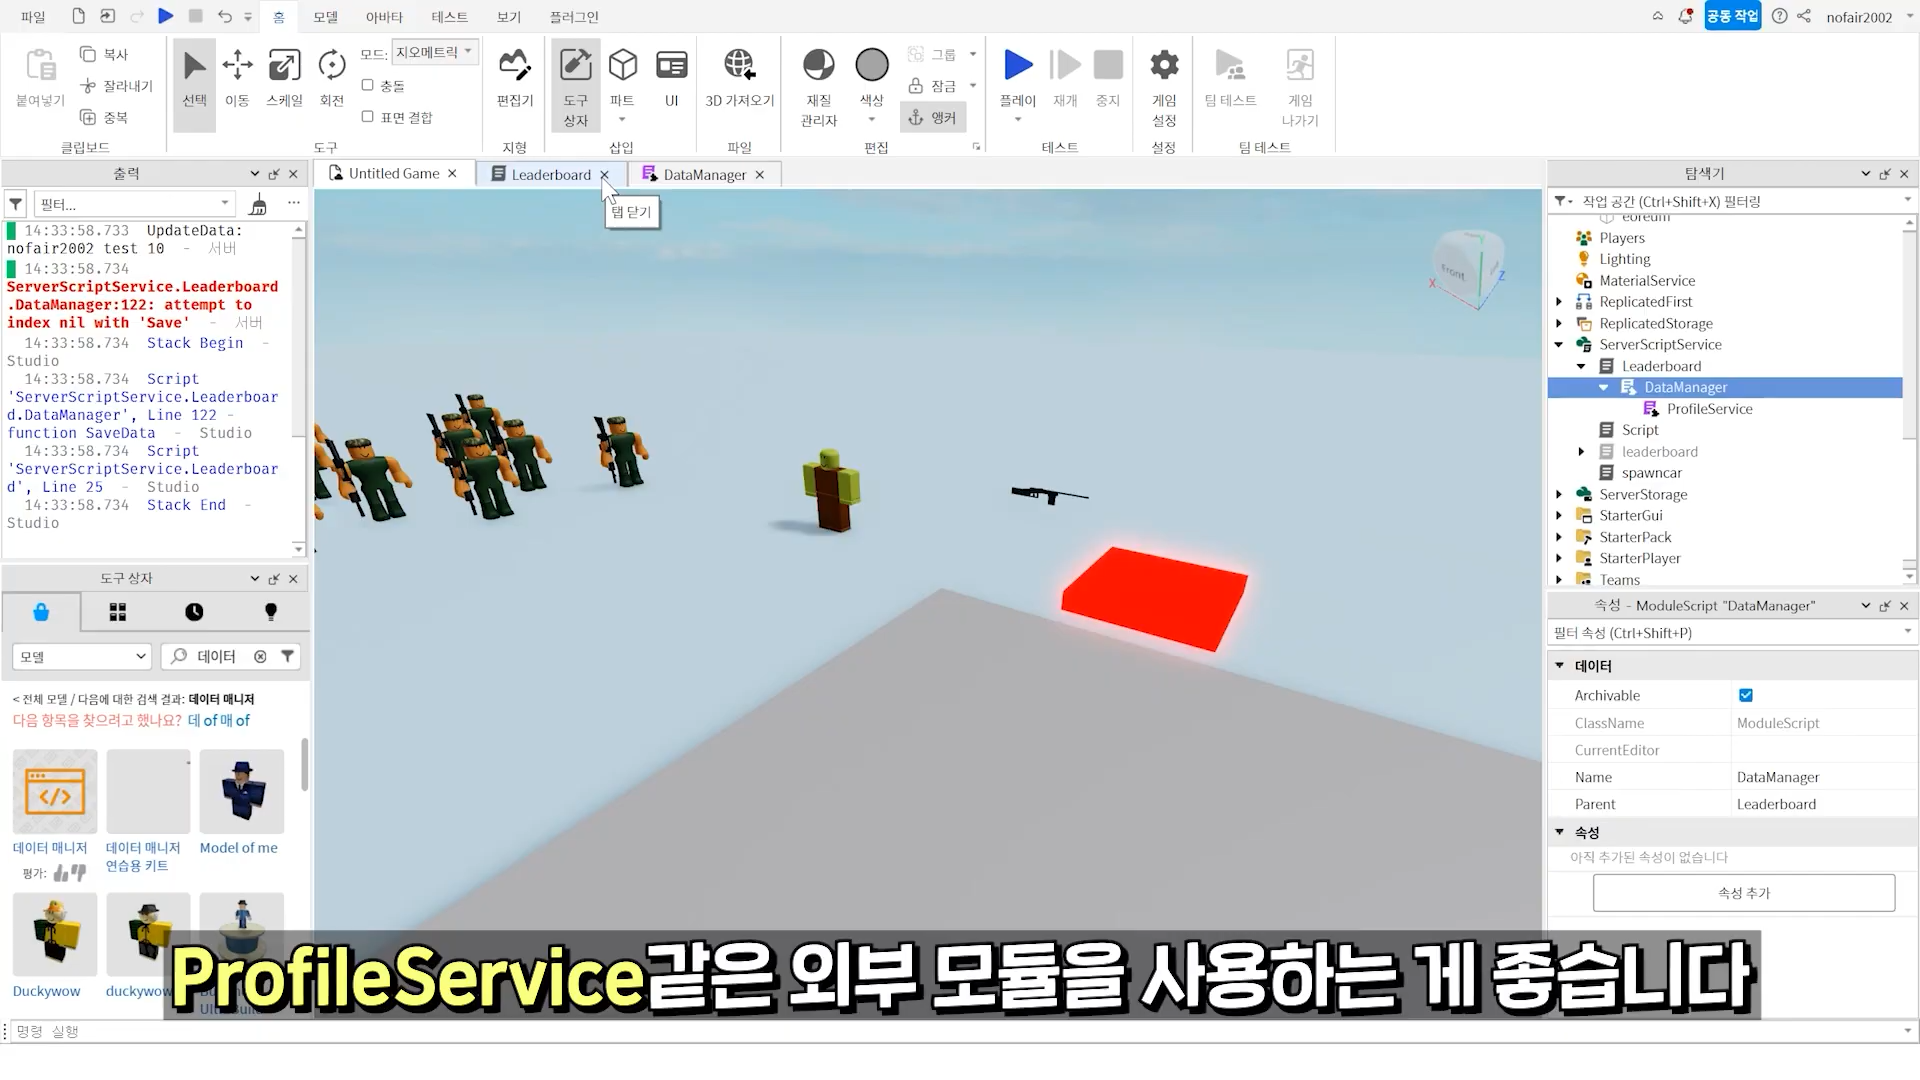 파일
홈
모델
아바타
테스트
보기
플러그인
공동 작업
nofair2002
붙여넣기
복사
잘라내기
중복
클립보드
선택
이동
스케일
회전
모드: 지오메트릭
충돌
표면 결합
도구
편집기
지형
도구 상자
파트
UI
삽입
3D 가져오기
파일
재질 관리자
색상
그룹
잠금
앵커
편집
플레이
재개
중지
테스트
게임 설정
설정
팀 테스트
게임 나가기
팀 테스트
출력
필터...
14:33:58.733 UpdateData:
nofair2002 test 10 - 서버
14:33:58.734
ServerScriptService.Leaderboard
.DataManager:122: attempt to
index nil with 'Save' - 서버
14:33:58.734 Stack Begin -
Studio
14:33:58.734 Script
'ServerScriptService.Leaderboar
d.DataManager', Line 122 -
function SaveData - Studio
14:33:58.734 Script
'ServerScriptService.Leaderboar
d', Line 25 - Studio
14:33:58.734 Stack End -
Studio
Untitled Game
Leaderboard
DataManager
탭 닫기
Front
X
Z
도구 상자
모델
데이터
< 전체 모델 / 다음에 대한 검색 결과: 데이터 매니저
다음 항목을 찾으려고 했나요? 데 of 매 of
데이터 매니저
평가:
데이터 매니저
연습용 키트
Model of me
Duckywow
duckywow
탐색기
작업 공간 (Ctrl+Shift+X) 필터링
eoreum
Players
Lighting
MaterialService
ReplicatedFirst
ReplicatedStorage
ServerScriptService
Leaderboard
DataManager
ProfileService
Script
leaderboard
spawncar
ServerStorage
StarterGui
StarterPack
StarterPlayer
Teams
속성 - ModuleScript "DataManager"
필터 속성 (Ctrl+Shift+P)
데이터
Archivable
ClassName ModuleScript
CurrentEditor
Name DataManager
Parent Leaderboard
속성
아직 추가된 속성이 없습니다
속성 추가
ProfileService같은 외부 모듈을 사용하는 게 좋습니다
명령 실행